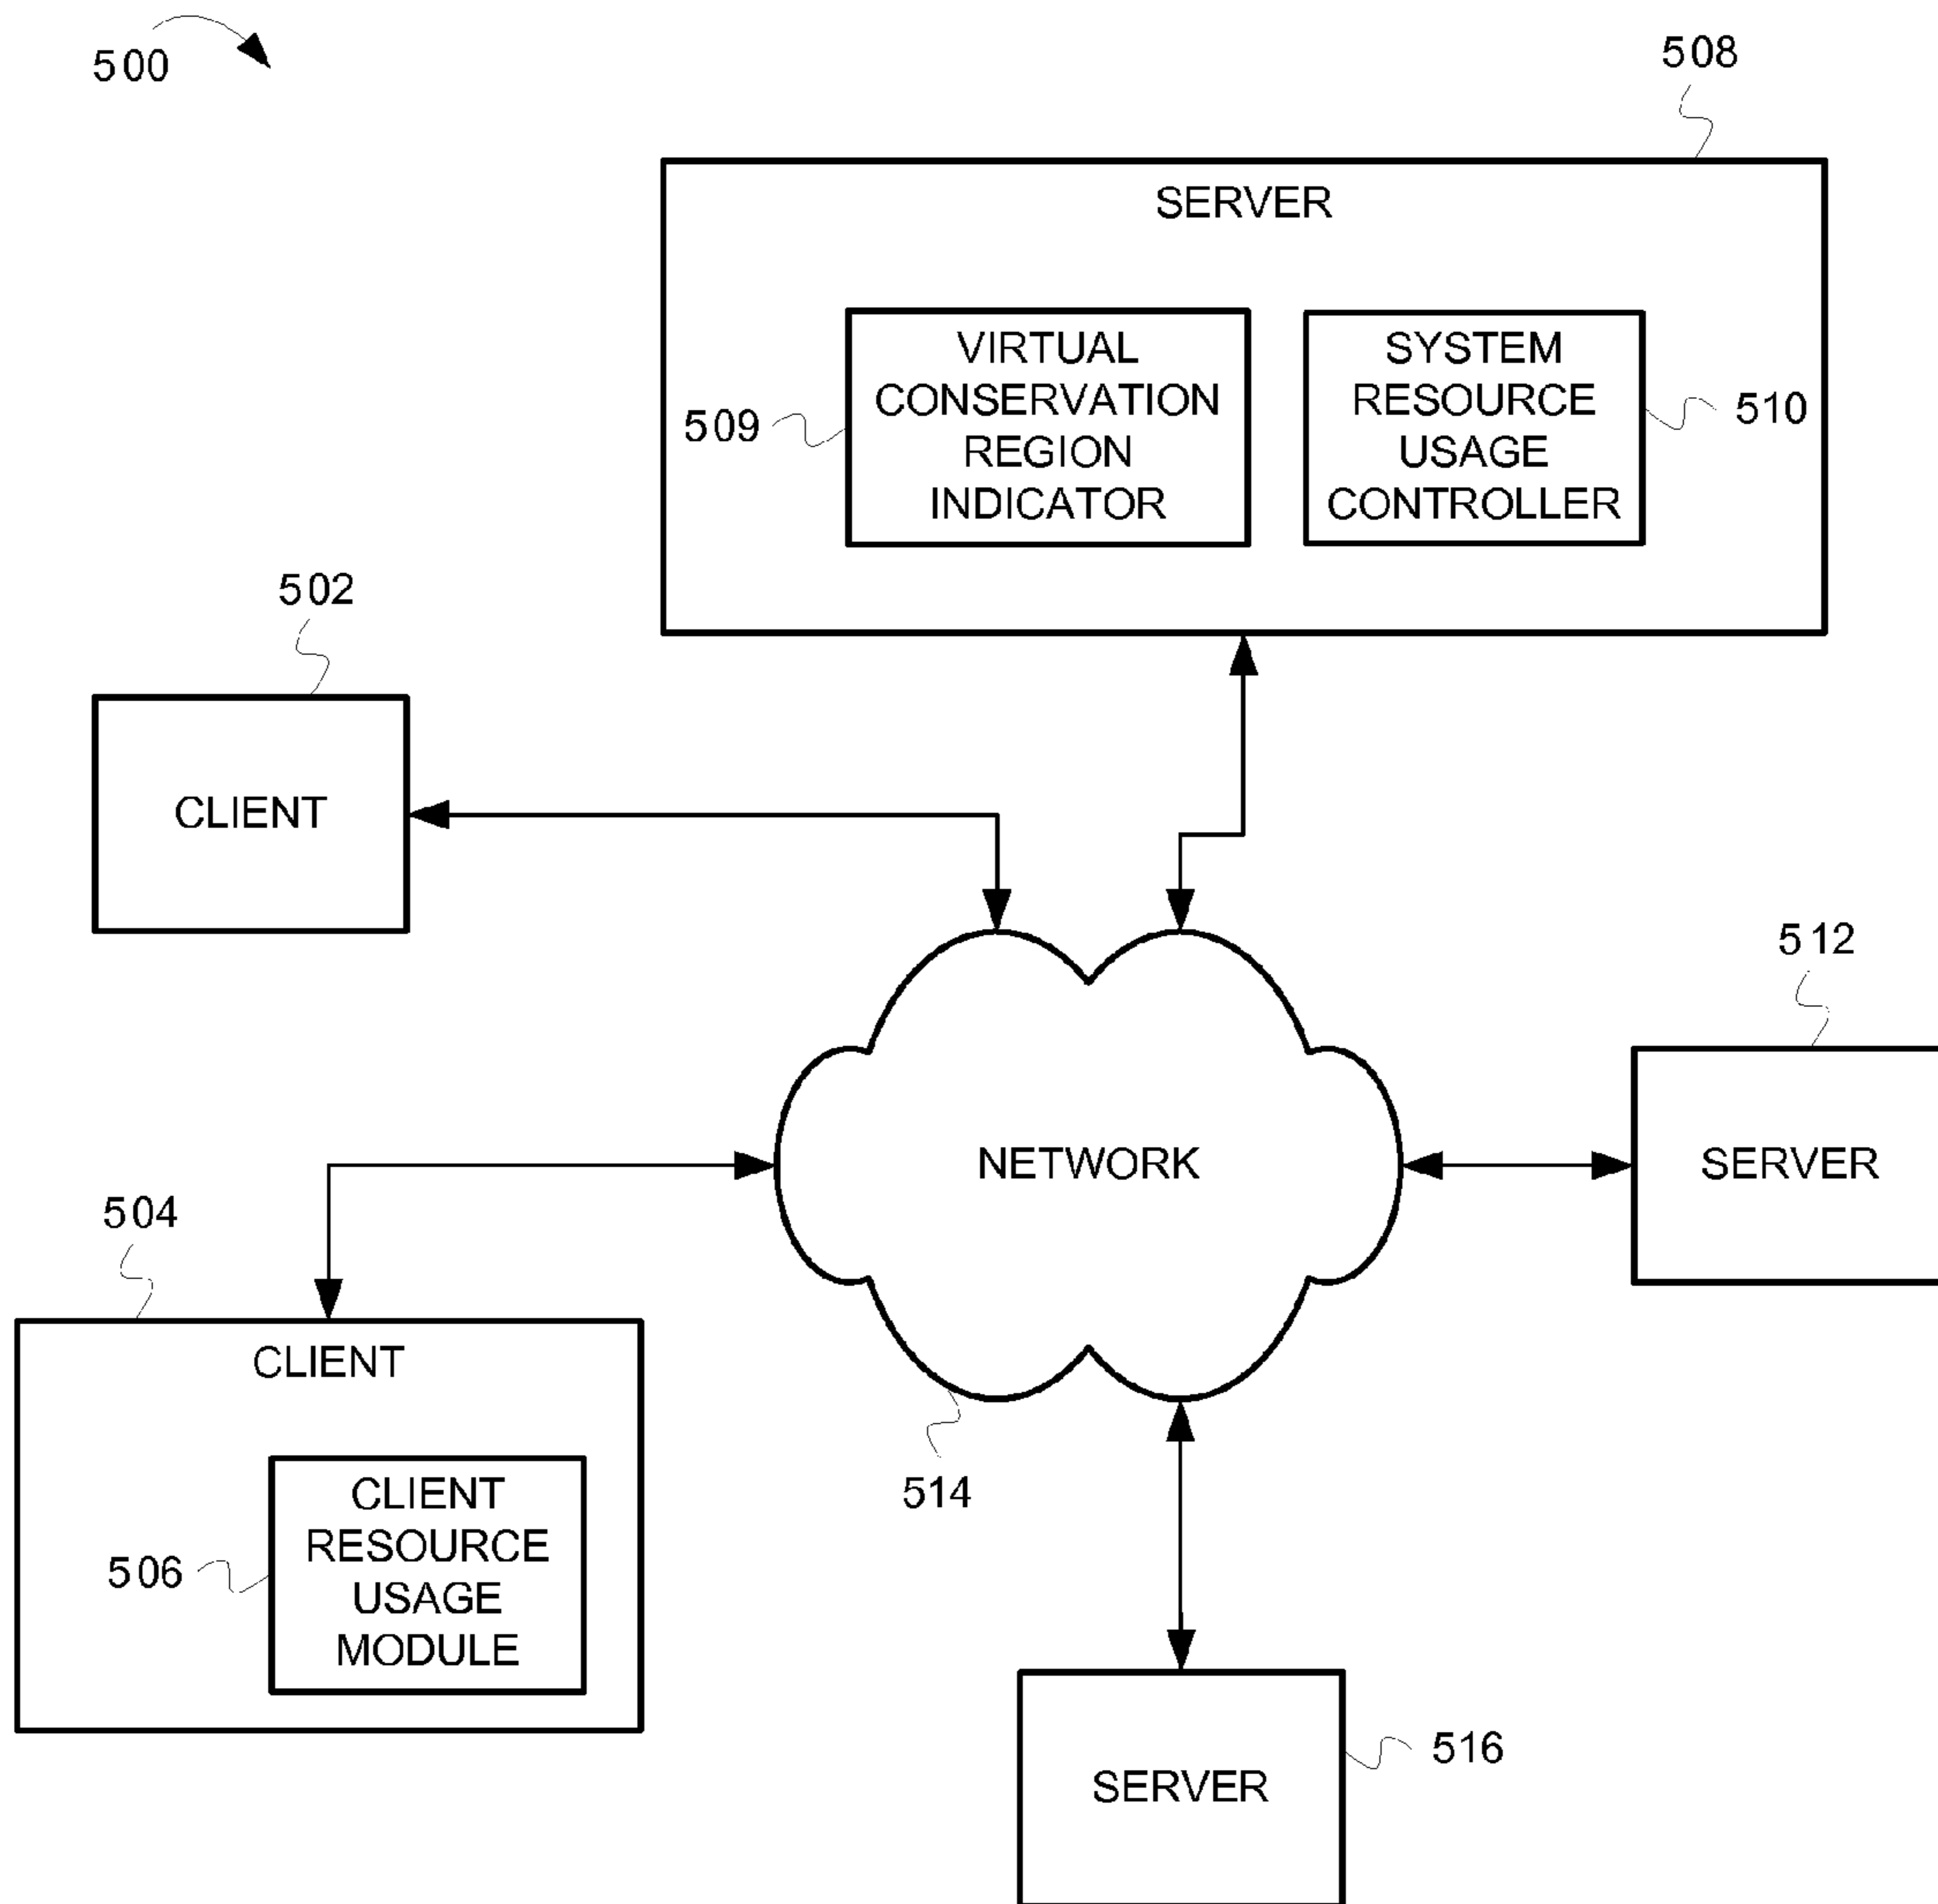 500
508
SERVER
VIRTUAL
CONSERVATION
REGION
INDICATOR
SYSTEM
RESOURCE
USAGE
CONTROLLER
509
510
502
CLIENT
512
SERVER
NETWORK
504
CLIENT
CLIENT
RESOURCE
USAGE
MODULE
506
514
516
SERVER